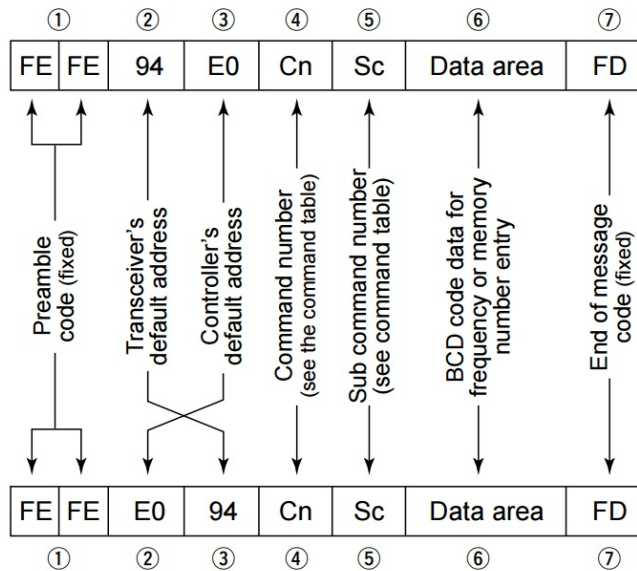 ① ② ③ ④ ⑤ ⑥ ⑦
FE FE 94 E0 Cn Sc Data area FD
Preamble
code (fixed)
Transceiver's
default address
Controller's
default address
Command number
(see the command table)
Sub command number
(see command table)
BCD code data for
frequency or memory
number entry
End of message
code (fixed)
FE FE E0 94 Cn Sc Data area FD
① ② ③ ④ ⑤ ⑥ ⑦